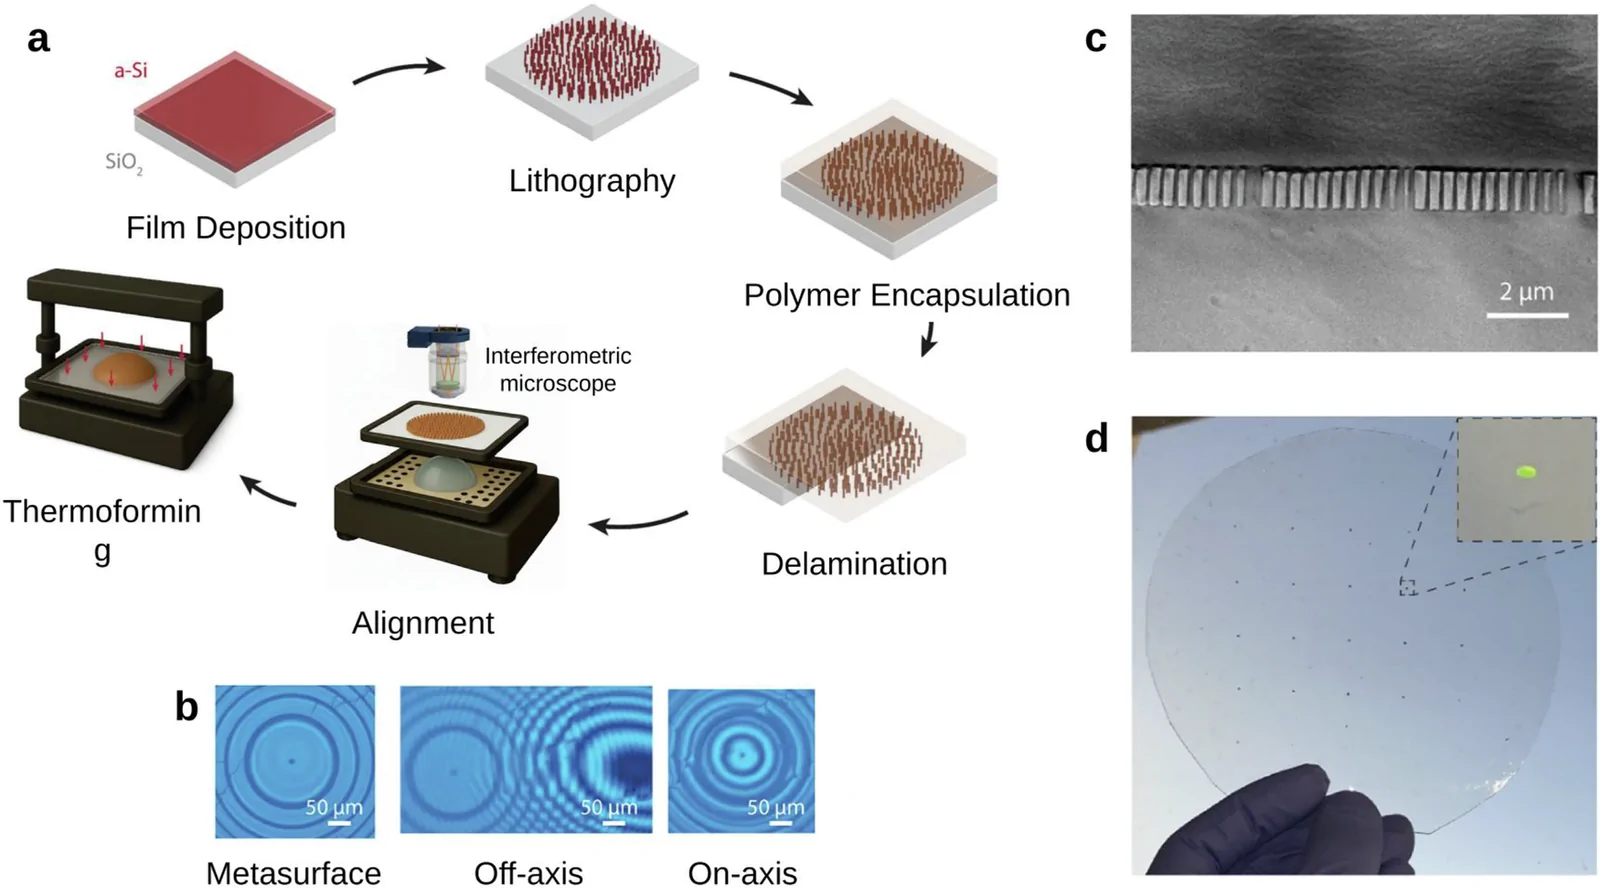 a
a-Si
SiO2
Film Deposition
Lithography
Polymer Encapsulation
Delamination
Interferometric
microscope
Alignment
Thermoformin
g
b
50 μm
50 μm
50 μm
Metasurface
Off-axis
On-axis
c
2 μm
d